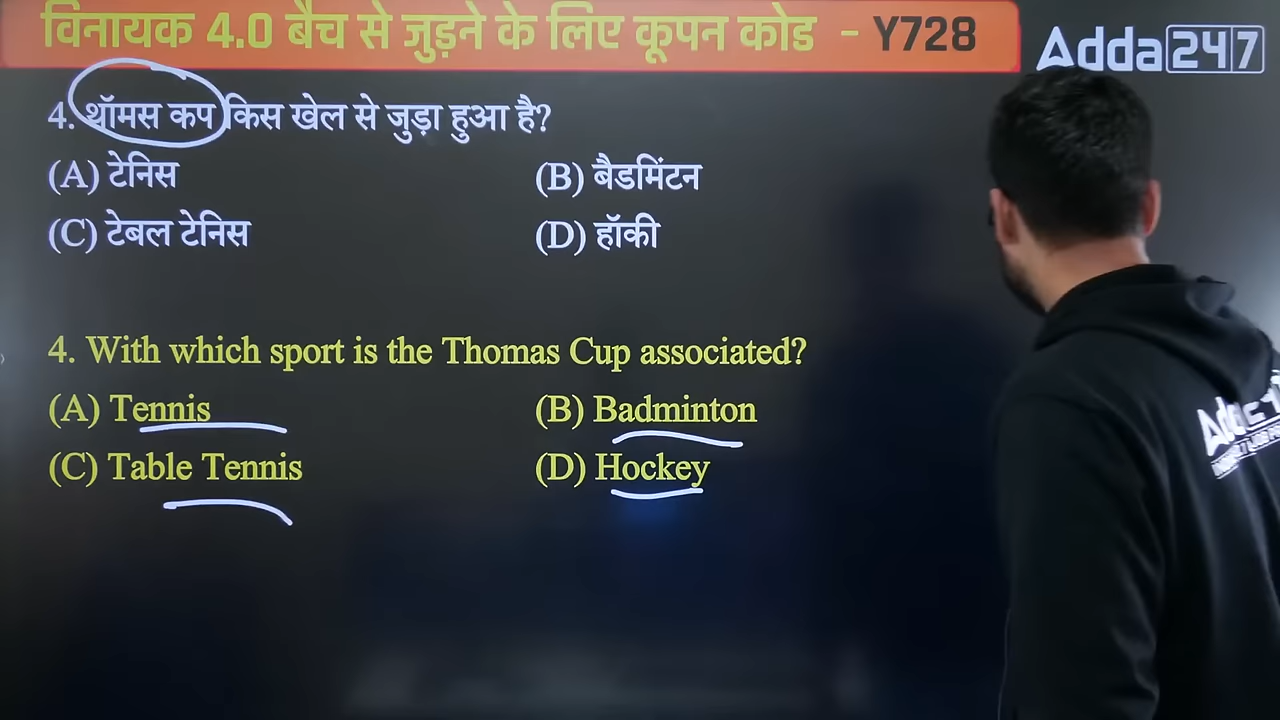 विनायक 4.0 बैच से जुड़ने के लिए कूपन कोड - Y728
Adda247
4. थॉमस कप किस खेल से जुड़ा हुआ है?
(A) टेनिस (B) बैडमिंटन
(C) टेबल टेनिस (D) हॉकी
4. With which sport is the Thomas Cup associated?
(A) Tennis (B) Badminton
(C) Table Tennis (D) Hockey